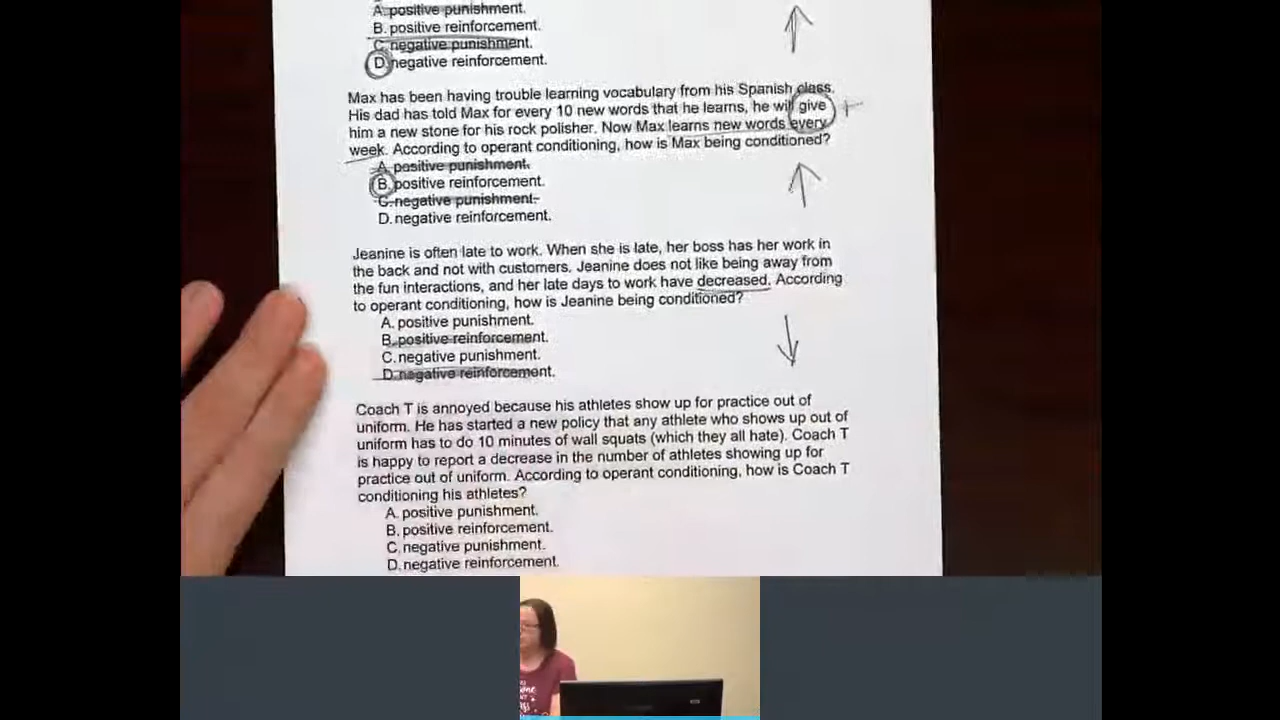 A. positive punishment.
B. positive reinforcement.
C. negative punishment.
D. negative reinforcement.
Max has been having trouble learning vocabulary from his Spanish class.
His dad has told Max for every 10 new words that he learns, he will give
him a new stone for his rock polisher. Now Max learns new words every
week. According to operant conditioning, how is Max being conditioned?
A. positive punishment.
B. positive reinforcement.
C. negative punishment.
D. negative reinforcement.
Jeanine is often late to work. When she is late, her boss has her work in
the back and not with customers. Jeanine does not like being away from
the fun interactions, and her late days to work have decreased. According
to operant conditioning, how is Jeanine being conditioned?
A. positive punishment.
B. positive reinforcement.
C. negative punishment.
D. negative reinforcement.
Coach T is annoyed because his athletes show up for practice out of
uniform. He has started a new policy that any athlete who shows up out of
uniform has to do 10 minutes of wall squats (which they all hate). Coach T
is happy to report a decrease in the number of athletes showing up for
practice out of uniform. According to operant conditioning, how is Coach T
conditioning his athletes?
A. positive punishment.
B. positive reinforcement.
C. negative punishment.
D. negative reinforcement.